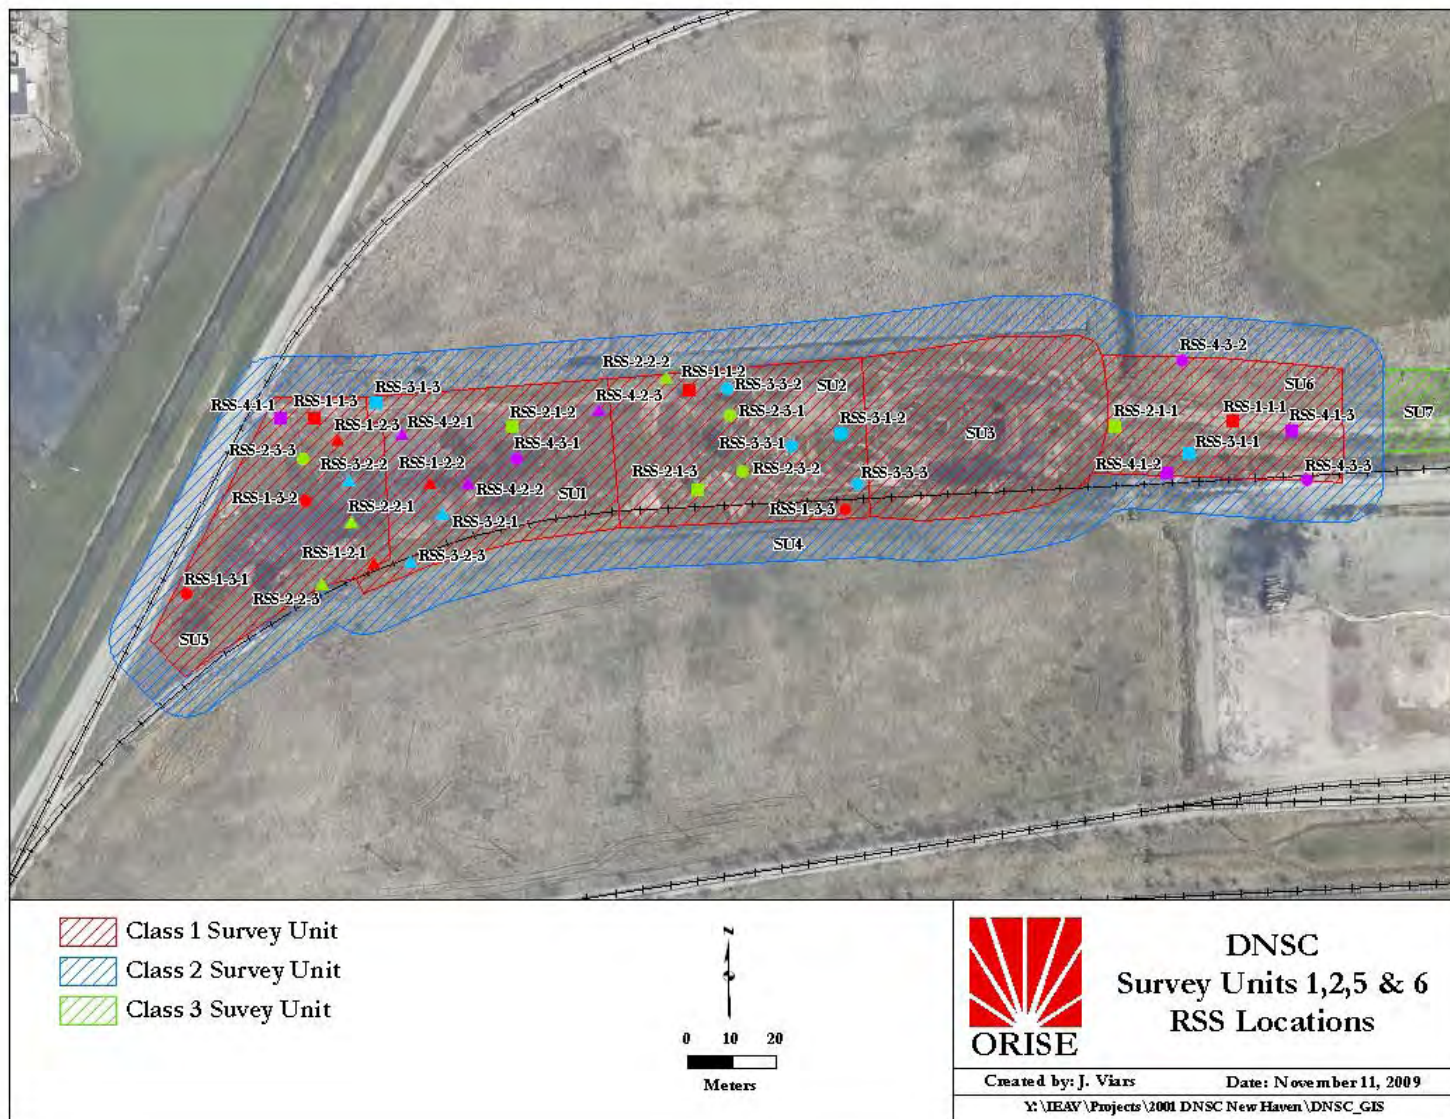 RSS-4-3-2
RSS-2-2-2
RSS-1-1-2
RSS-3-3-2
SU2
SU6
RSS-3-1-3
RSS-4-1-1
RSS-1-1-3
RSS-4-2-3
RSS-2-1-2
RSS-2-3-1
RSS-3-1-2
RSS-2-1-1
RSS-1-1-1
RSS-4-1-3
SU7
RSS-1-2-3
RSS-4-2-1
RSS-3-3-1
SU3
RSS-2-3-3
RSS-3-2-2
RSS-1-2-2
RSS-4-3-1
RSS-2-1-3
RSS-2-3-2
RSS-3-1-1
RSS-4-1-2
RSS-4-3-3
RSS-1-3-2
RSS-4-2-2
SU1
RSS-3-3-3
RSS-2-2-1
RSS-3-2-1
RSS-1-3-3
SU4
RSS-1-2-1
RSS-3-2-3
RSS-1-3-1
RSS-2-2-3
SU5
Class 1 Survey Unit
Class 2 Survey Unit
Class 3 Suvey Unit
N
0 10 20
Meters
ORISE
DNSC
Survey Units 1,2,5 & 6
RSS Locations
Created by: J. Viars Date: November 11, 2009
Y:\IEAV\Projects\2001 DNSC New Haven\DNSC_GIS